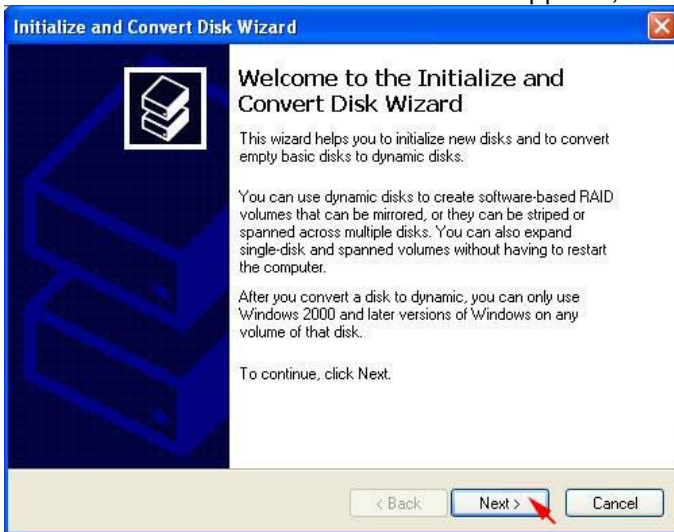 Initialize and Convert Disk Wizard
Welcome to the Initialize and
Convert Disk Wizard
This wizard helps you to initialize new disks and to convert
empty basic disks to dynamic disks.
You can use dynamic disks to create software-based RAID
volumes that can be mirrored, or they can be striped or
spanned across multiple disks. You can also expand
single-disk and spanned volumes without having to restart
the computer.
After you convert a disk to dynamic, you can only use
Windows 2000 and later versions of Windows on any
volume of that disk.
To continue, click Next.
< Back Next > Cancel